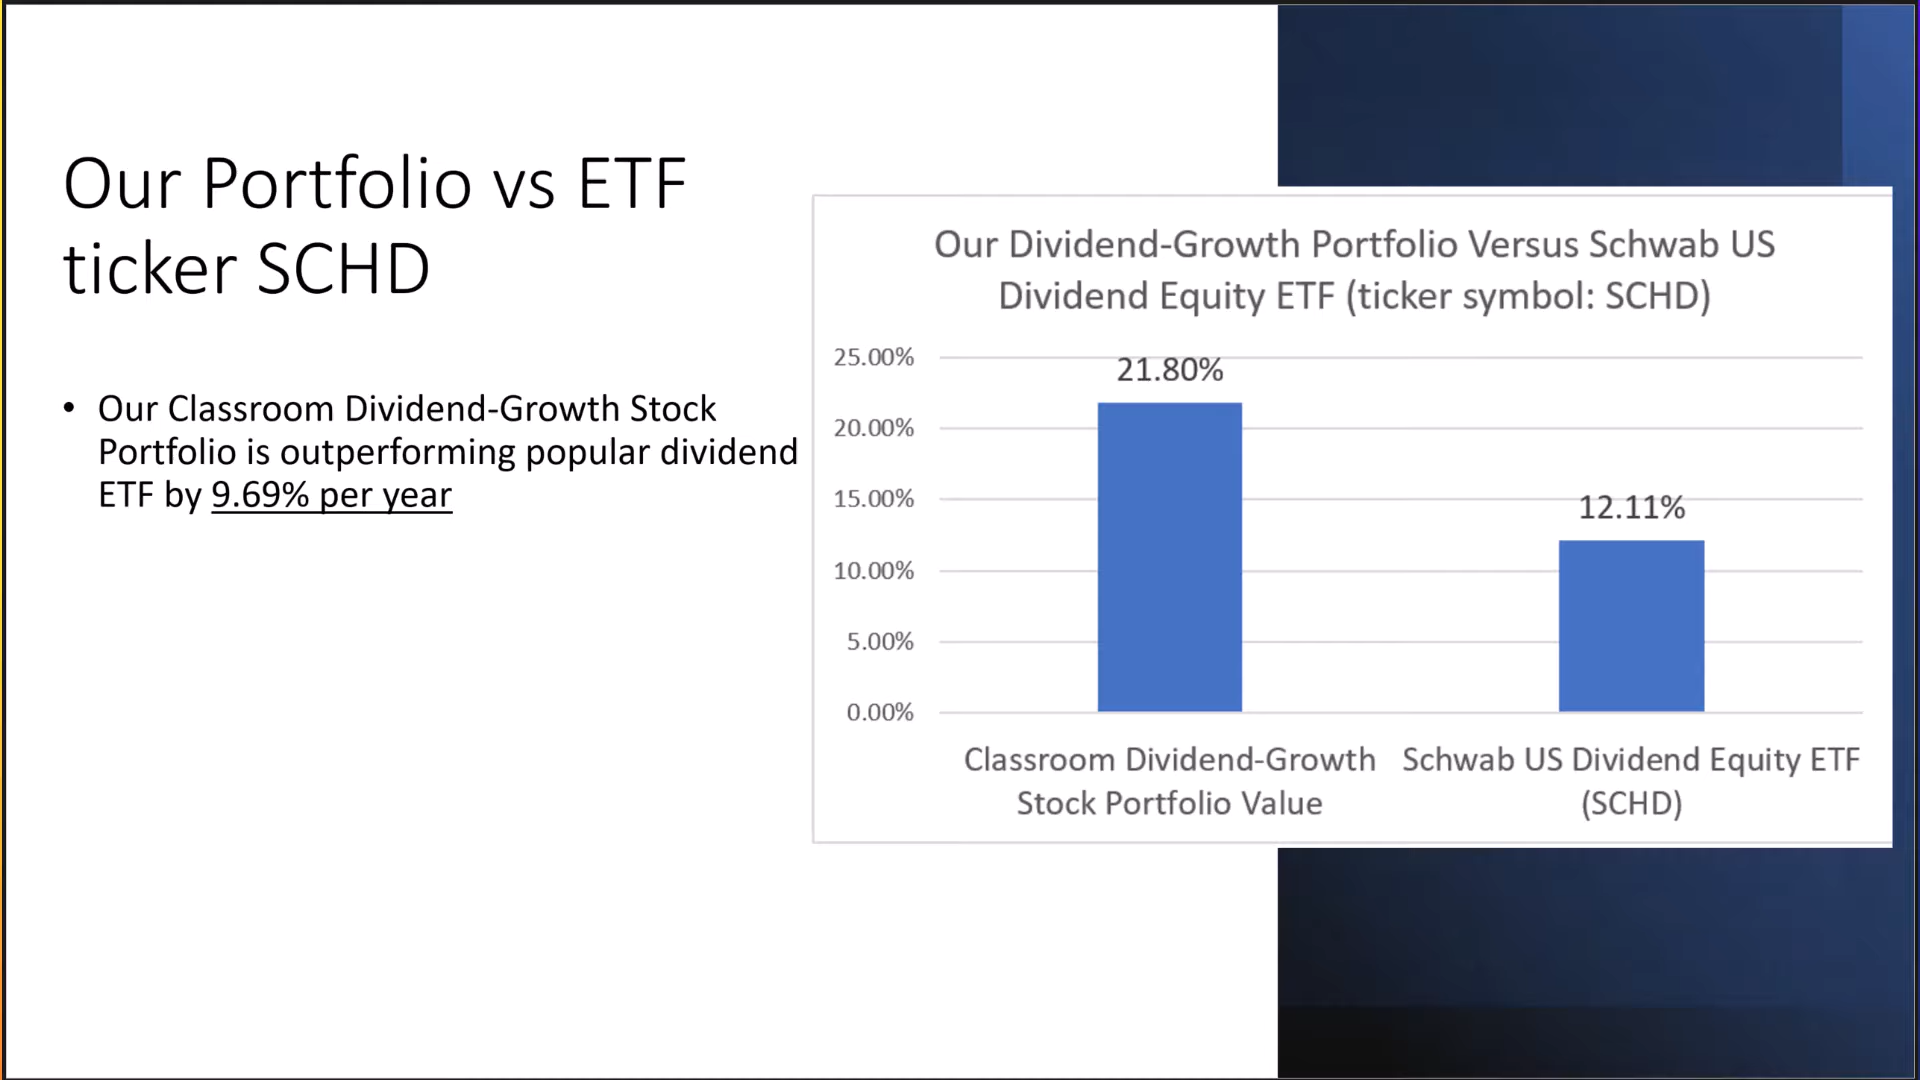 Our Portfolio vs ETF
ticker SCHD
• Our Classroom Dividend-Growth Stock
Portfolio is outperforming popular dividend
ETF by 9.69% per year
Our Dividend-Growth Portfolio Versus Schwab US
Dividend Equity ETF (ticker symbol: SCHD)
25.00%
20.00%
15.00%
10.00%
5.00%
0.00%
21.80%
12.11%
Classroom Dividend-Growth
Stock Portfolio Value
Schwab US Dividend Equity ETF
(SCHD)